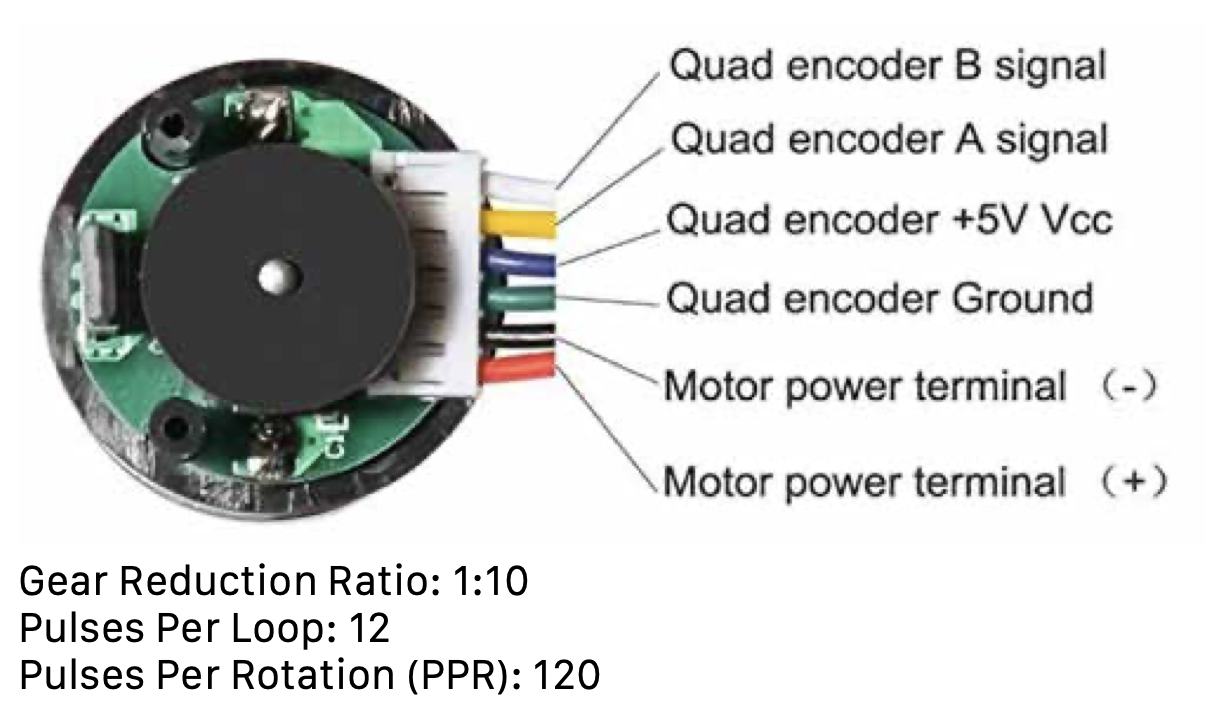 Quad encoder B signal
Quad encoder A signal
Quad encoder +5V Vcc
Quad encoder Ground
Motor power terminal （-）
Motor power terminal （+）
Gear Reduction Ratio: 1:10
Pulses Per Loop: 12
Pulses Per Rotation (PPR): 120